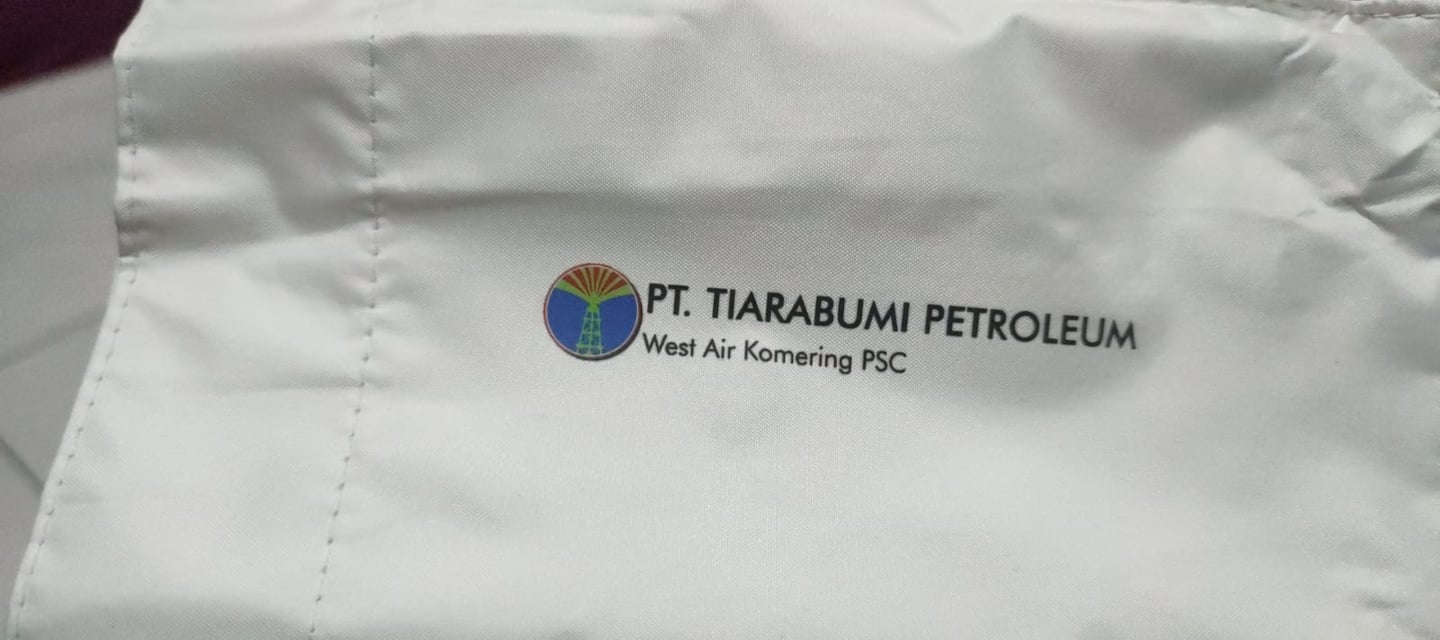 PT. TIARABUMI PETROLEUM
West Air Komering PSC